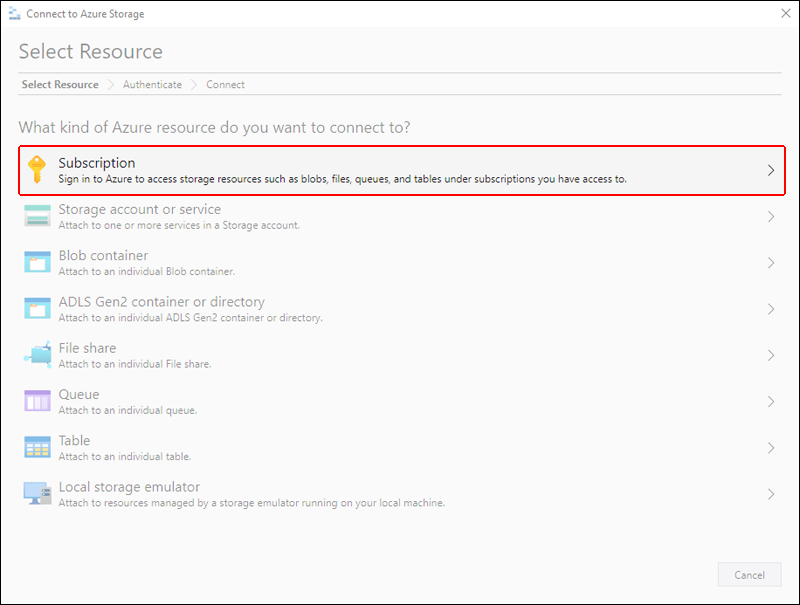 Connect to Azure Storage
Select Resource
Select Resource Authenticate Connect
What kind of Azure resource do you want to connect to?
Subscription
Sign in to Azure to access storage resources such as blobs, files, queues, and tables under subscriptions you have access to.
Storage account or service
Attach to one or more services in a Storage account.
Blob container
Attach to an individual Blob container.
ADLS Gen2 container or directory
Attach to an individual ADLS Gen2 container or directory.
File share
Attach to an individual File share.
Queue
Attach to an individual queue.
Table
Attach to an individual table.
Local storage emulator
Attach to resources managed by a storage emulator running on your local machine.
Cancel